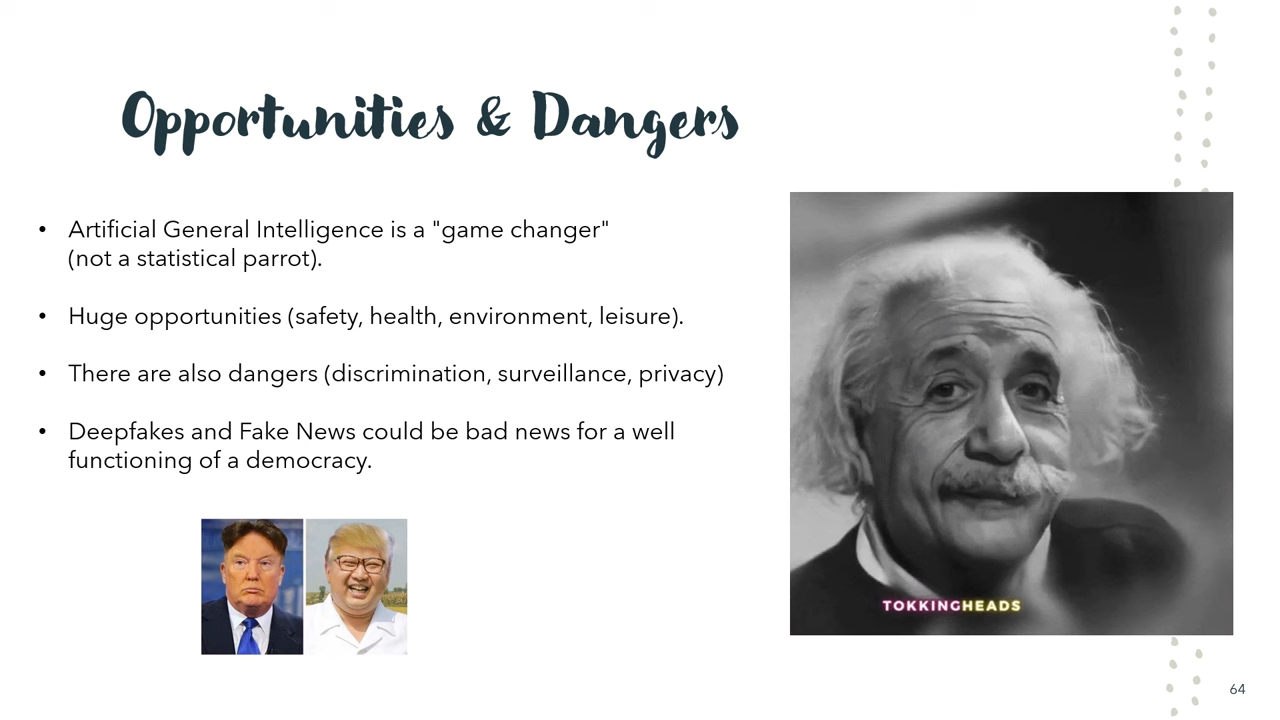 Opportunities & Dangers
• Artificial General Intelligence is a "game changer"
(not a statistical parrot).
• Huge opportunities (safety, health, environment, leisure).
• There are also dangers (discrimination, surveillance, privacy)
• Deepfakes and Fake News could be bad news for a well
functioning of a democracy.
TOKKINGHEADS
64